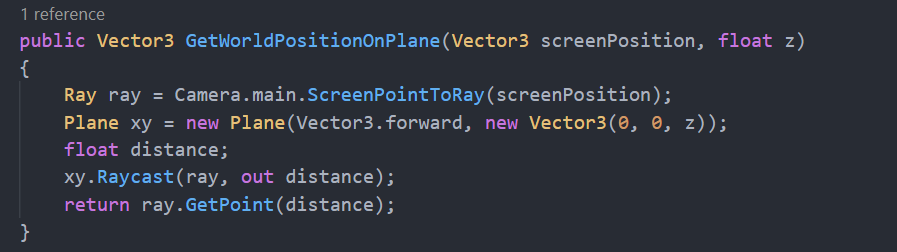 1 reference
public Vector3 GetWorldPositionOnPlane(Vector3 screenPosition, float z)
{
Ray ray = Camera.main.ScreenPointToRay(screenPosition);
Plane xy = new Plane(Vector3.forward, new Vector3(0, 0, z));
float distance;
xy.Raycast(ray, out distance);
return ray.GetPoint(distance);
}